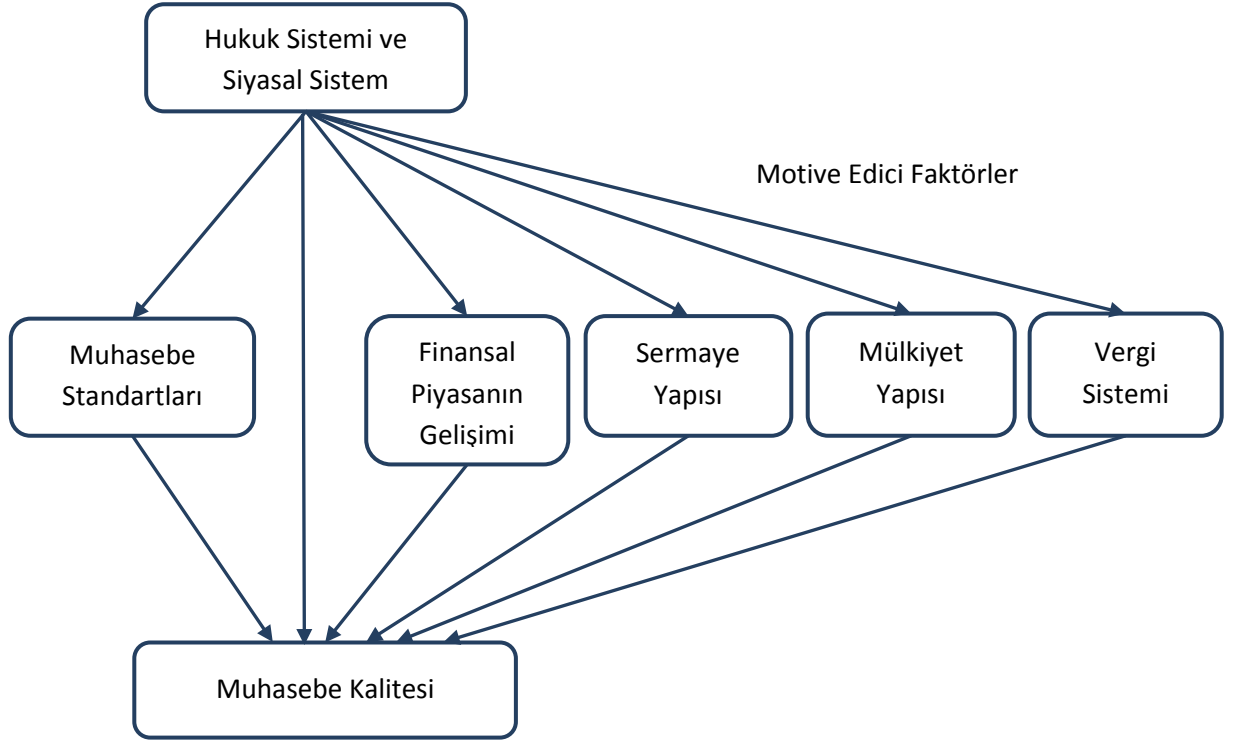 Hukuk Sistemi ve
Siyasal Sistem
Motive Edici Faktörler
Muhasebe
Standartları
Finansal
Piyasanın
Gelişimi
Sermaye
Yapısı
Mülkiyet
Yapısı
Vergi
Sistemi
Muhasebe Kalitesi